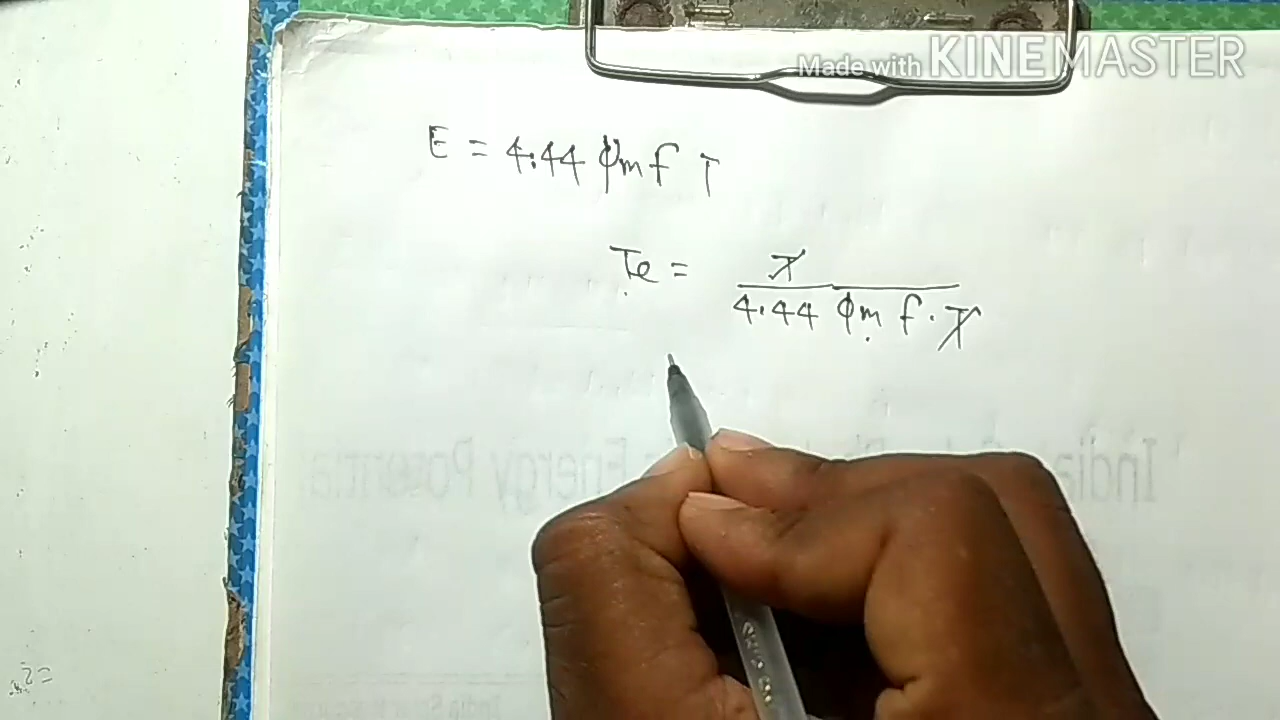 Made with KINEMASTER
E = 4.44 φm f T
Te = T / 4.44 φm f . T